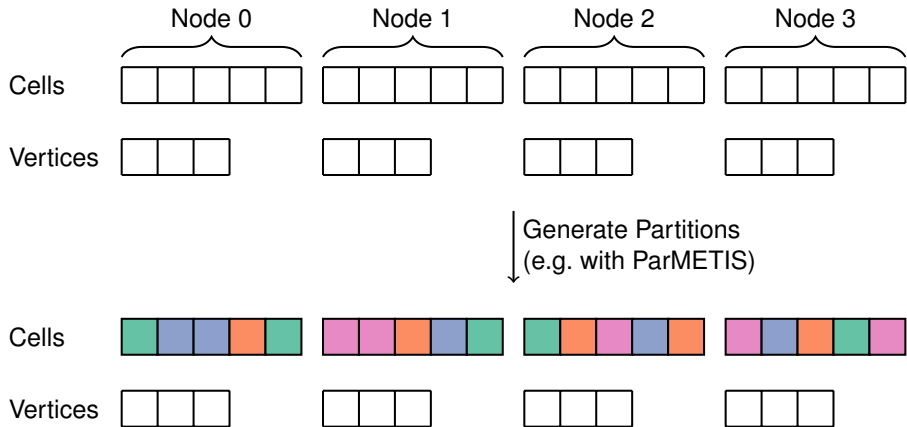 Node 0 Node 1 Node 2 Node 3
Cells
Vertices
Generate Partitions
(e.g. with ParMETIS)
Cells
Vertices